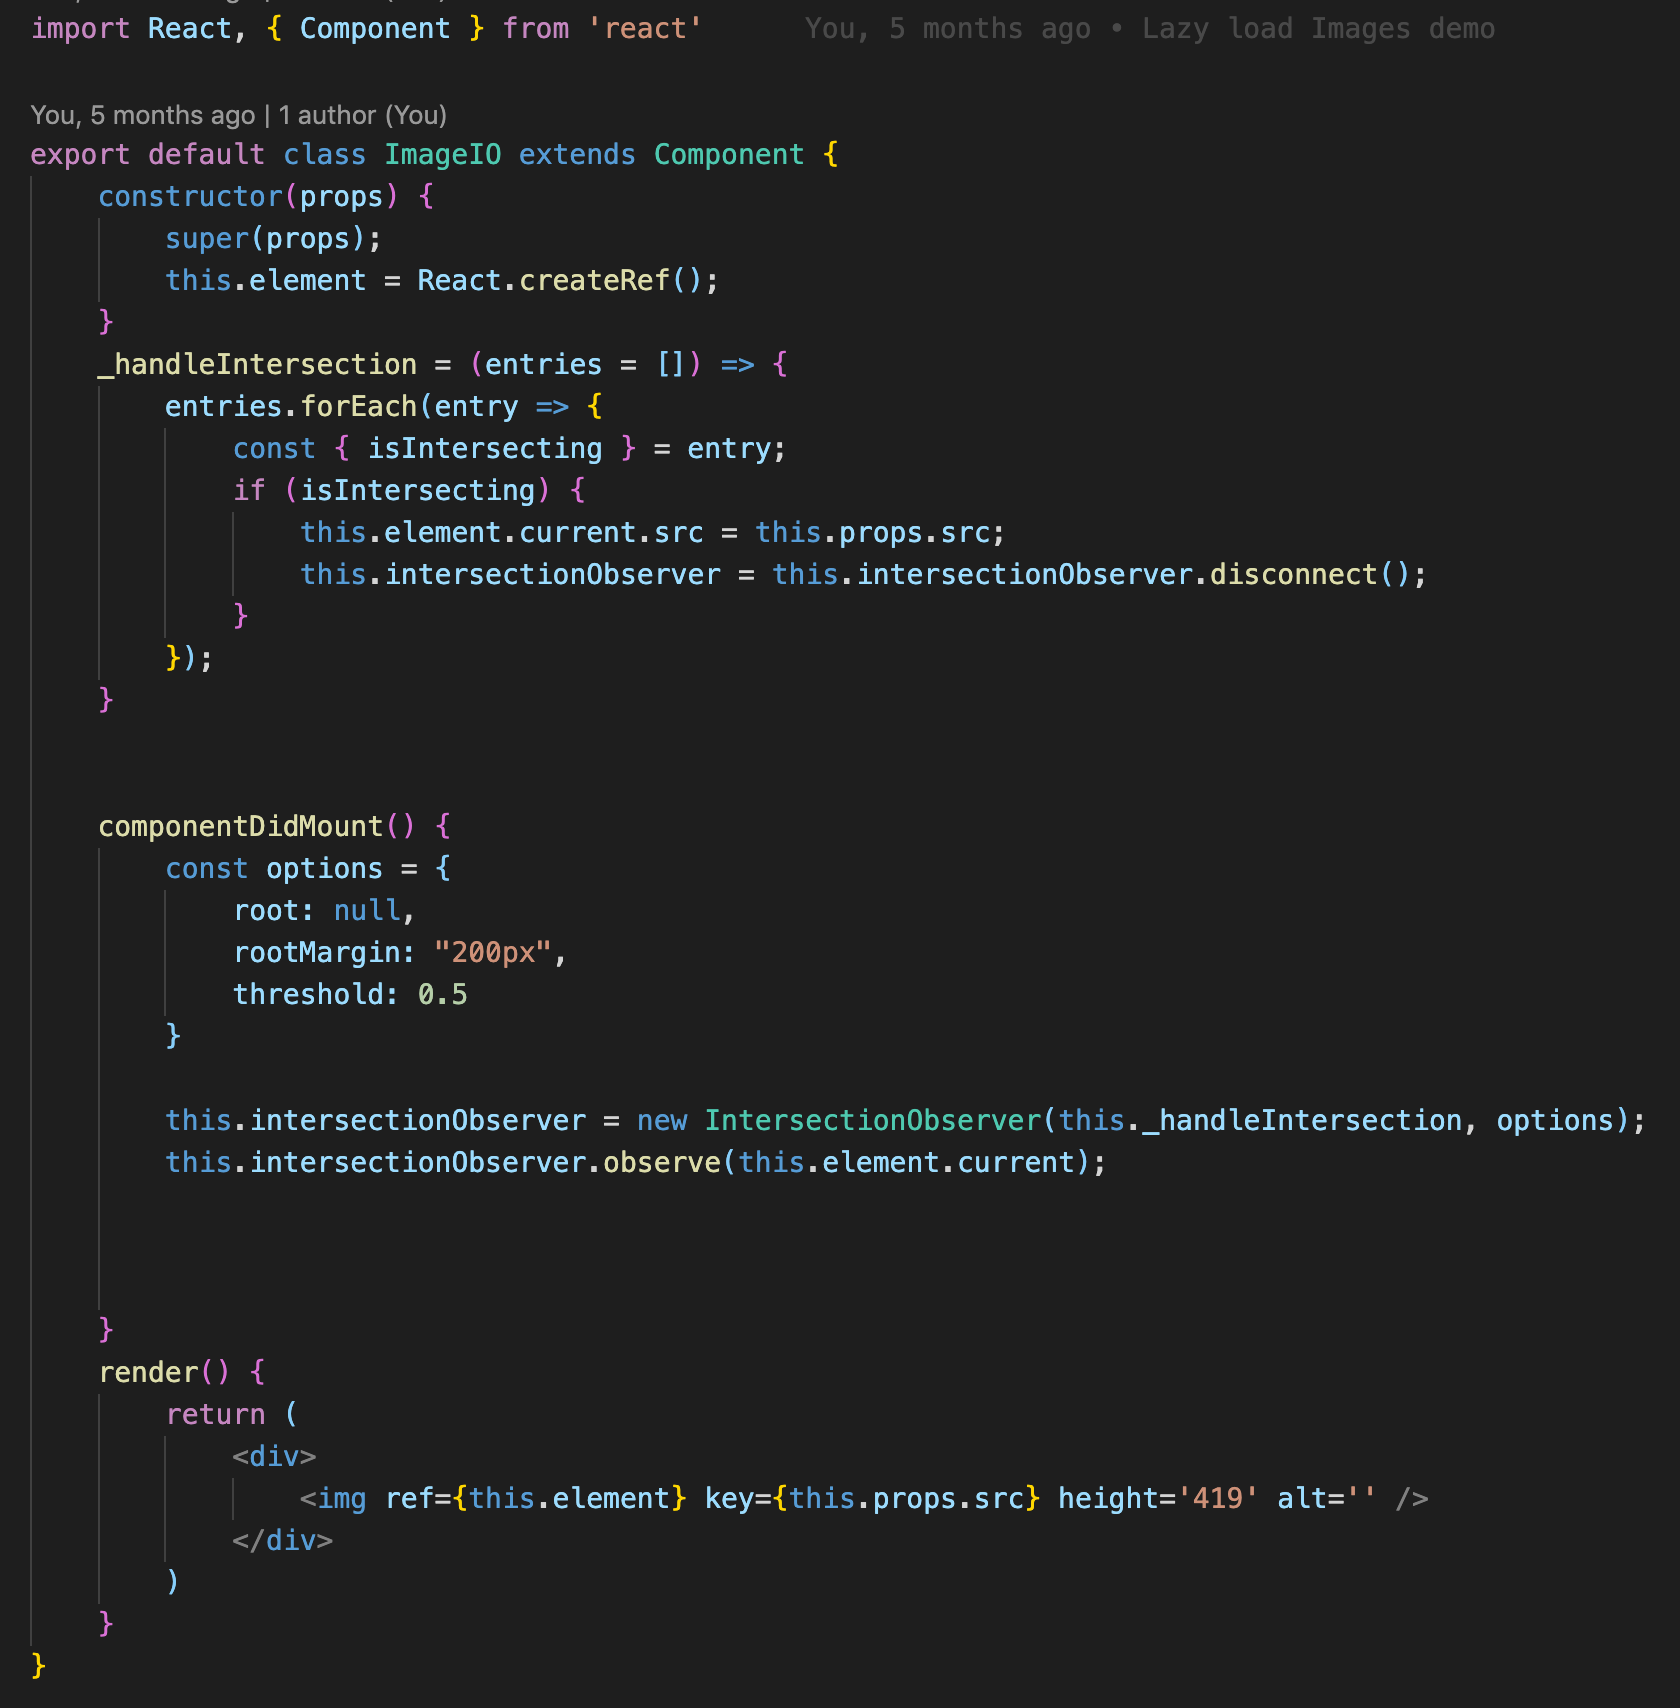 import React, { Component } from 'react' You, 5 months ago • Lazy load Images demo
You, 5 months ago | 1 author (You)
export default class ImageIO extends Component {
constructor(props) {
super(props);
this.element = React.createRef();
}
_handleIntersection = (entries = []) => {
entries.forEach(entry => {
const { isIntersecting } = entry;
if (isIntersecting) {
this.element.current.src = this.props.src;
this.intersectionObserver = this.intersectionObserver.disconnect();
}
});
}
componentDidMount() {
const options = {
root: null,
rootMargin: "200px",
threshold: 0.5
}
this.intersectionObserver = new IntersectionObserver(this._handleIntersection, options);
this.intersectionObserver.observe(this.element.current);
}
render() {
return (
<div>
<img ref={this.element} key={this.props.src} height='419' alt='' />
</div>
)
}
}